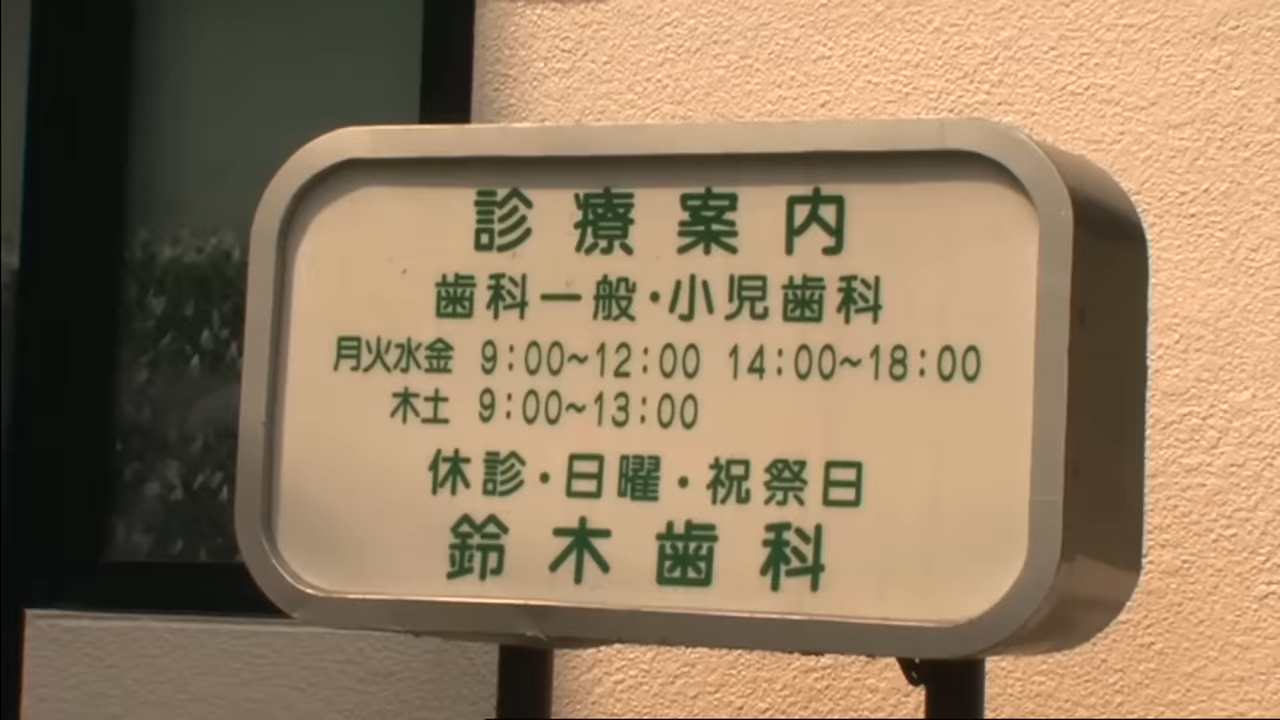 診療案内
歯科一般・小児歯科
月火水金 9:00~12:00 14:00~18:00
木土 9:00~13:00
休診・日曜・祝祭日
鈴木歯科